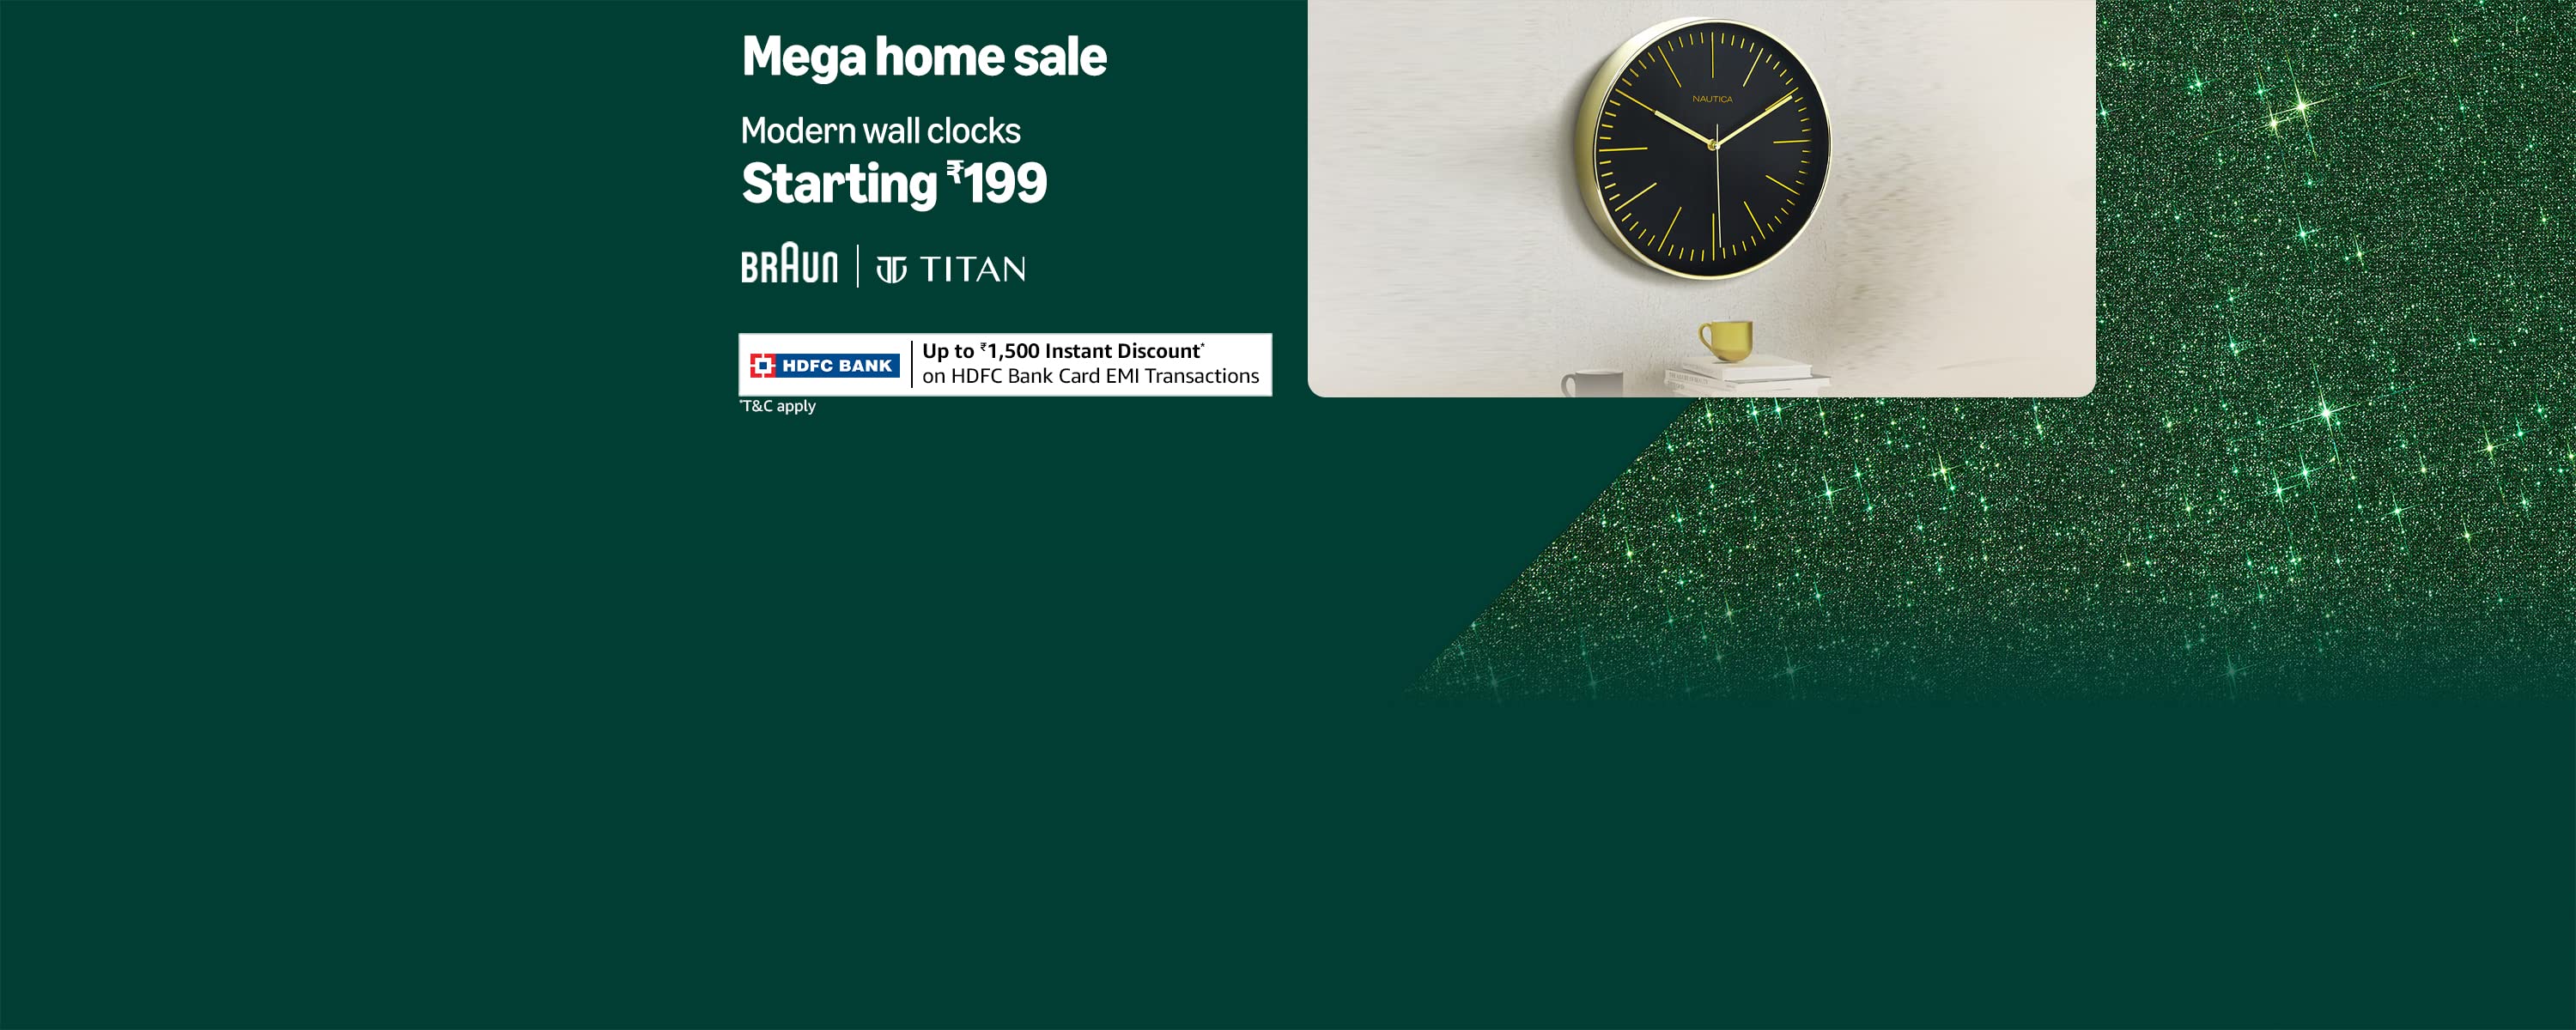 Mega home sale
Modern wall clocks
Starting ₹199
BRAUN | TITAN
HDFC BANK
Up to ₹1,500 Instant Discount*
on HDFC Bank Card EMI Transactions
*T&C apply
NAUTICA